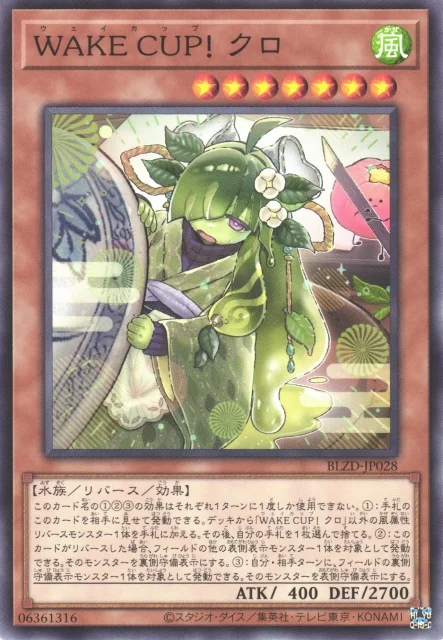 ウェイカップ
WAKE CUP! クロ
かぜ
風
BLZD-JP028
【水族／リバース／効果】
このカード名の①②③の効果はそれぞれ1ターンに1度しか使用できない。①：手札の
このカードを相手に見せて発動できる。デッキから「WAKE CUP! クロ」以外の風属性
リバースモンスター1体を手札に加える。その後、自分の手札を1枚選んで捨てる。②：この
カードがリバースした場合、フィールドの他の表側表示モンスター1体を対象として発動
できる。そのモンスターを裏側守備表示にする。③：自分・相手ターンに、フィールドの裏側
守備表示モンスター1体を対象として発動できる。そのモンスターを表側守備表示にする。
ATK/ 400 DEF/2700
06361316
©スタジオ・ダイス／集英社・テレビ東京・KONAMI